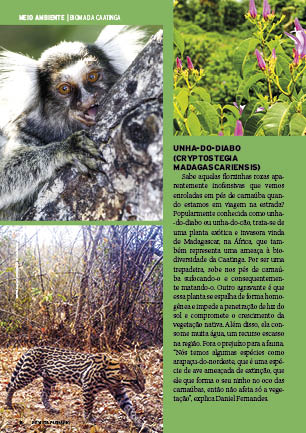 MEIO AMBIENTE | BIOMA DA CAATINGA
UNHA-DO-DIABO
(CRYPTOSTEGIA
MADAGASCARIENSIS)
Sabe aquelas florzinhas rozas apa-
rentemente inofensivas que vemos
enroladas em pés de carnaúba quan-
do estamos em viagem na estrada?
Popularmente conhecida como unha-
-do-diabo ou unha-do-cão, trata-se de
uma planta exótica e invasora vinda
de Madagascar, na África, que tam-
bém representa uma ameaça à bio-
diversidade da Caatinga. Por ser uma
trepadeira, sobe nos pés de carnaú-
ba, sufocando-o e consequentemen-
te matando-o. Outro agravante é que
essa planta se espalha de forma homo-
gênea e impede a penetração de luz do
sol e compromete o crescimento da
vegetação nativa. Além disso, ela con-
some muita água, um recurso escasso
na região. Fora o prejuízo para a fauna.
"Nós temos algumas espécies como
arapaçu-do-nordeste, que é uma espé-
cie de ave ameaçada de extinção, que
ele que forma o seu ninho no oco das
carnaúbas, então não afeta só a vege-
tação", explica Daniel Fernandes.